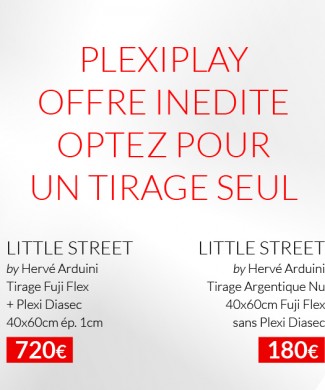 PLEXIPLAY
OFFRE INEDITE
OPTEZ POUR
UN TIRAGE SEUL
LITTLE STREET
by Hervé Arduini
Tirage Fuji Flex
+ Plexi Diasec
40x60cm ép. 1cm
720€
LITTLE STREET
by Hervé Arduini
Tirage Argentique Nu
40x60cm Fuji Flex
sans Plexi Diasec
180€